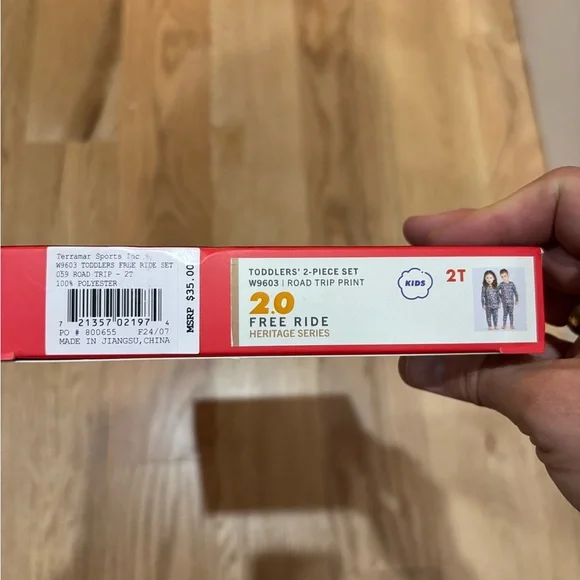 Terramar Sports Inc.
W9603 TODDLERS FREE RIDE SET
039 ROAD TRIP - 2T
100% POLYESTER
7 21357 02197 4
PO # 800655 F24/07
MADE IN JIANGSU,CHINA
MSRP $35.00
TODDLERS' 2-PIECE SET
W9603 | ROAD TRIP PRINT
2.0
FREE RIDE
HERITAGE SERIES
KIDS
2T